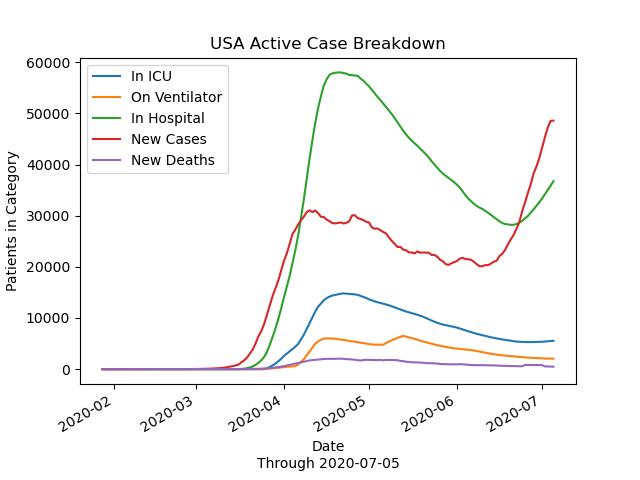 USA Active Case Breakdown
60000
50000
40000
30000
20000
10000
0
Patients in Category
In ICU
On Ventilator
In Hospital
New Cases
New Deaths
2020-02
2020-03
2020-04
2020-05
2020-06
2020-07
Date
Through 2020-07-05